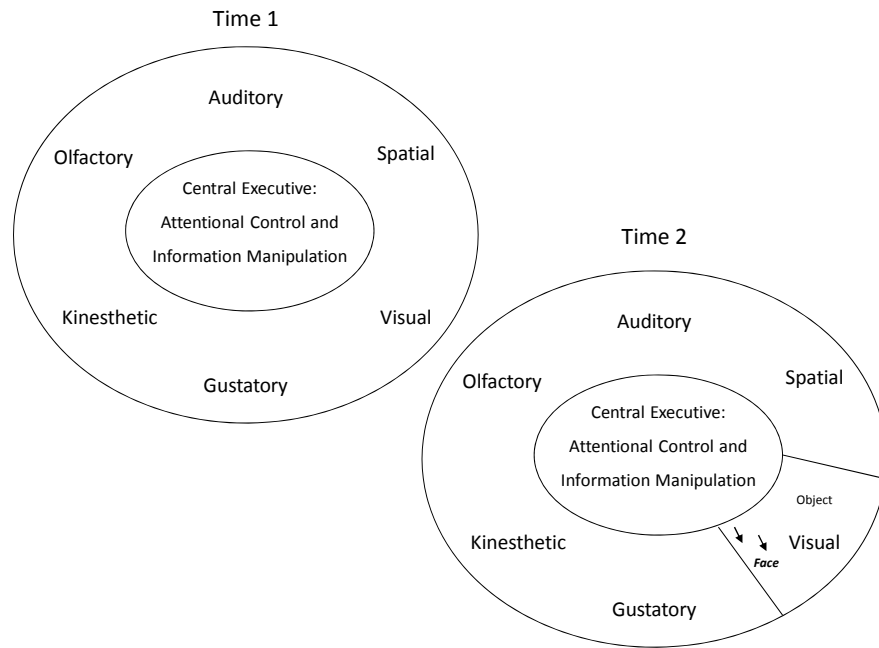 Time 1
Auditory
Olfactory
Spatial
Central Executive:
Attentional Control and
Information Manipulation
Kinesthetic
Visual
Gustatory
Time 2
Auditory
Olfactory
Spatial
Central Executive:
Attentional Control and
Information Manipulation
Object
Kinesthetic
Visual
Face
Gustatory